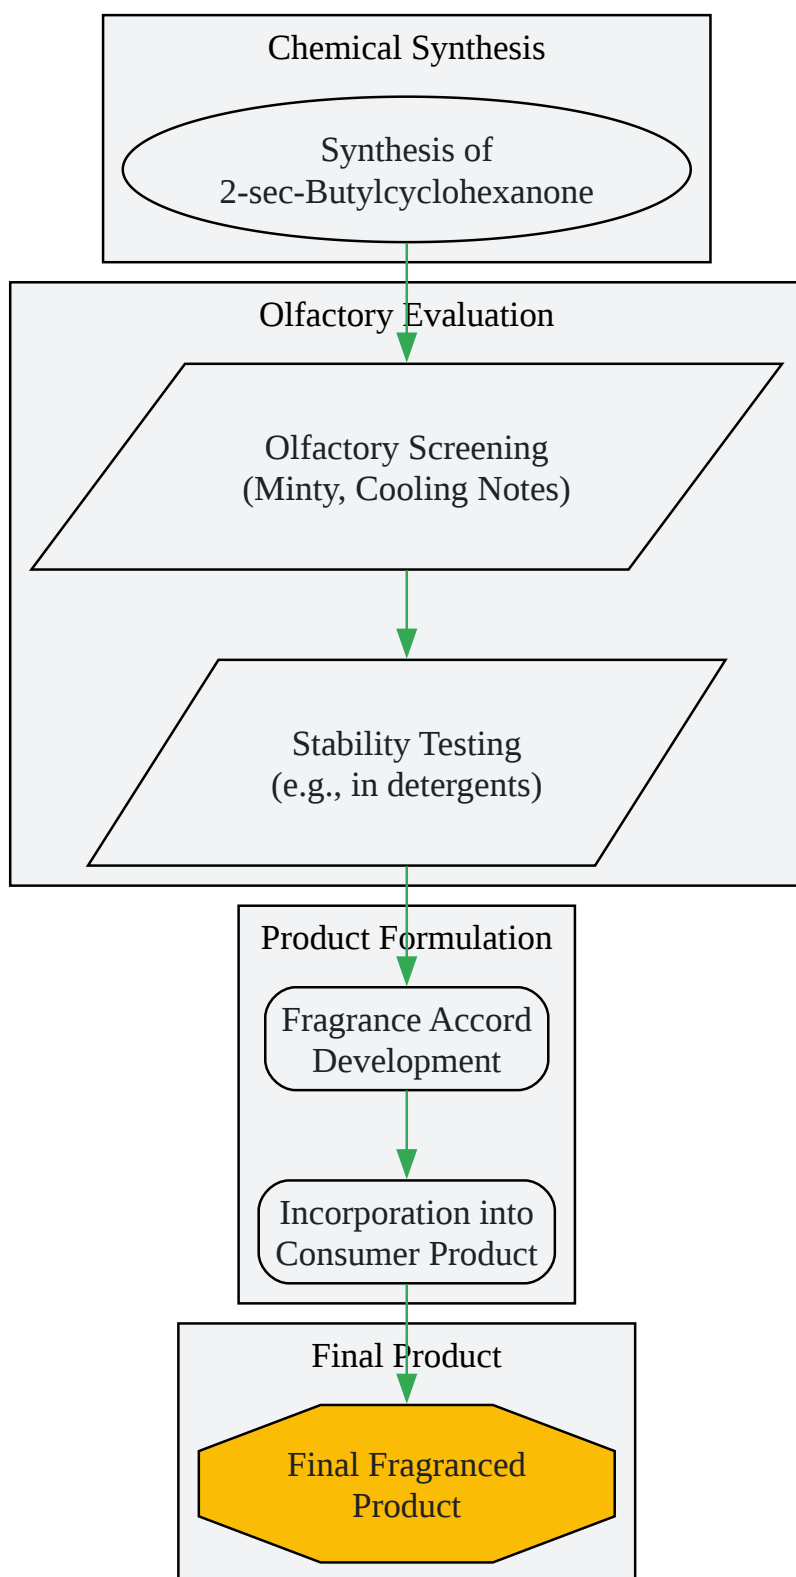 Chemical Synthesis
Synthesis of
2-sec-Butylcyclohexanone
Olfactory Evaluation
Olfactory Screening
(Minty, Cooling Notes)
Stability Testing
(e.g., in detergents)
Product Formulation
Fragrance Accord
Development
Incorporation into
Consumer Product
Final Product
Final Fragranced
Product